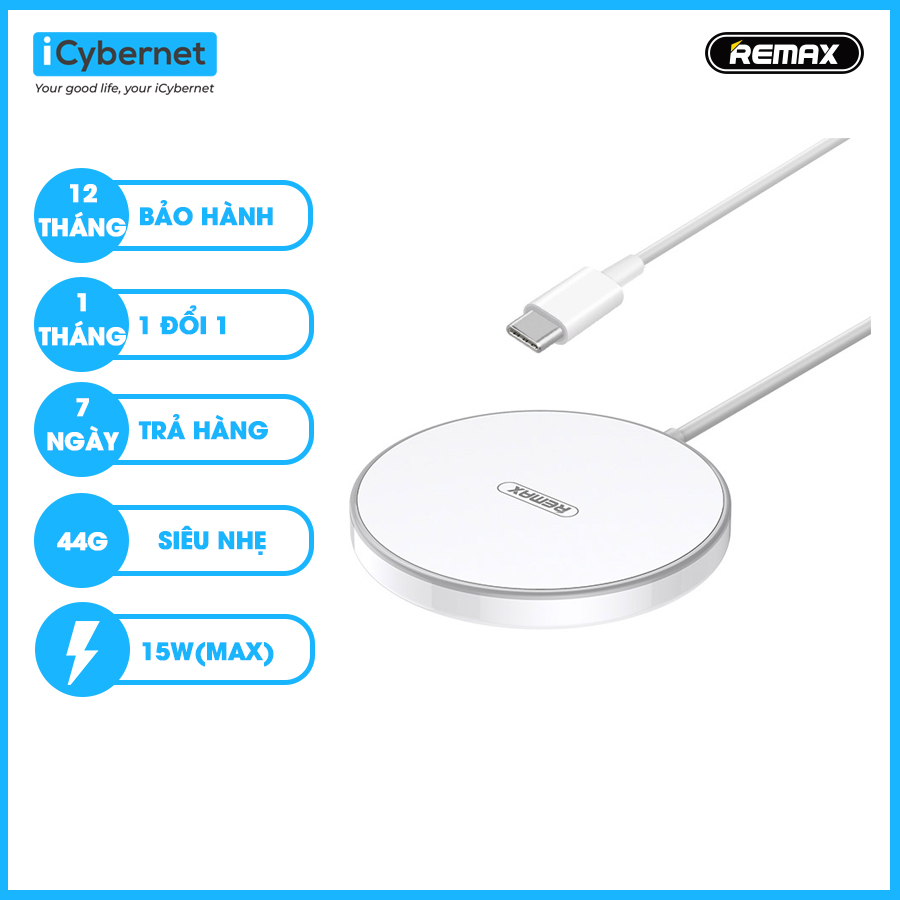 iCybernet
Your good life, your iCybernet
REMAX
12
THÁNG
BẢO HÀNH
1
THÁNG
1 ĐỔI 1
7
NGÀY
TRẢ HÀNG
44G
SIÊU NHẸ
15W(MAX)
REMAX